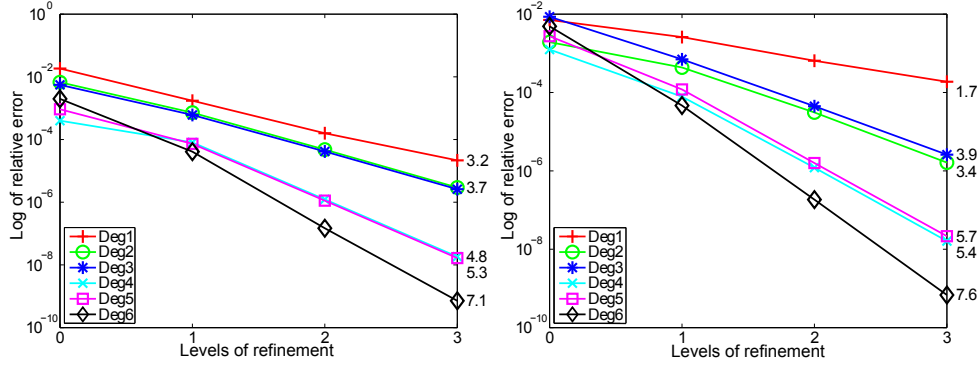 10^0
10^-2
10^-4
10^-6
10^-8
10^-10
Log of relative error
0 1 2 3
Levels of refinement
Deg1
Deg2
Deg3
Deg4
Deg5
Deg6
3.2
3.7
4.8
5.3
7.1
10^-2
10^-4
10^-6
10^-8
10^-10
Log of relative error
0 1 2 3
Levels of refinement
Deg1
Deg2
Deg3
Deg4
Deg5
Deg6
1.7
3.9
3.4
5.7
5.4
7.6